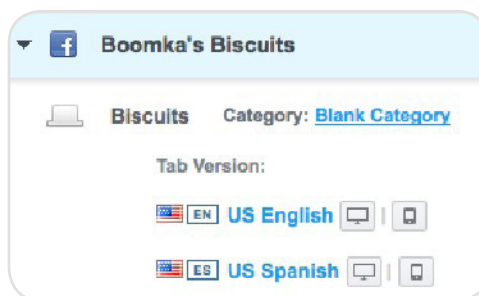 Boomka's Biscuits
Biscuits Category: Blank Category
Tab Version:
EN US English |
ES US Spanish |